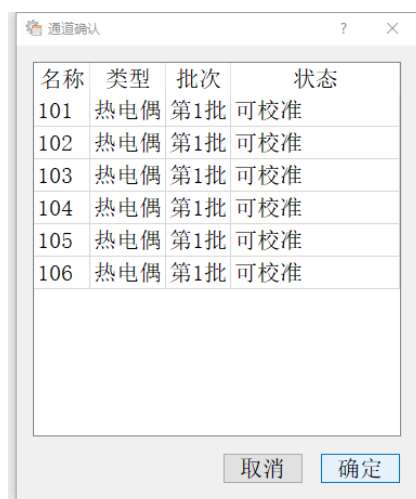 通道确认
名称 类型 批次 状态
101 热电偶 第1批 可校准
102 热电偶 第1批 可校准
103 热电偶 第1批 可校准
104 热电偶 第1批 可校准
105 热电偶 第1批 可校准
106 热电偶 第1批 可校准
取消 确定